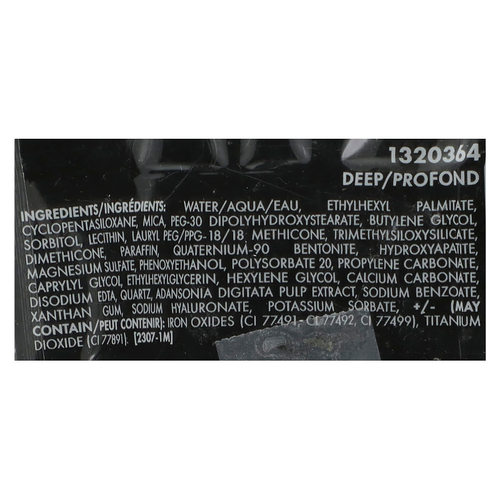 1320364
DEEP/PROFOND
INGREDIENTS/INGRÉDIENTS: WATER/AQUA/EAU, ETHYLHEXYL PALMITATE,
CYCLOPENTASILOXANE, MICA, PEG-30 DIPOLYHYDROXYSTEARATE, BUTYLENE GLYCOL,
SORBITOL, LECITHIN, LAURYL PEG/PPG-18/18 METHICONE, TRIMETHYLSILOXYSILICATE,
DIMETHICONE, PARAFFIN, QUATERNIUM-90 BENTONITE, HYDROXYAPATITE,
MAGNESIUM SULFATE, PHENOXYETHANOL, POLYSORBATE 20, PROPYLENE CARBONATE,
CAPRYLYL GLYCOL, ETHYLHEXYLGLYCERIN, HEXYLENE GLYCOL, CALCIUM CARBONATE,
DISODIUM EDTA, QUARTZ, ADANSONIA DIGITATA PULP EXTRACT, SODIUM BENZOATE,
XANTHAN GUM, SODIUM HYALURONATE, POTASSIUM SORBATE, +/- (MAY
CONTAIN/PEUT CONTENIR): IRON OXIDES (CI 77491 - CI 77492, CI 77499), TITANIUM
DIOXIDE (CI 77891). [2307-1M]